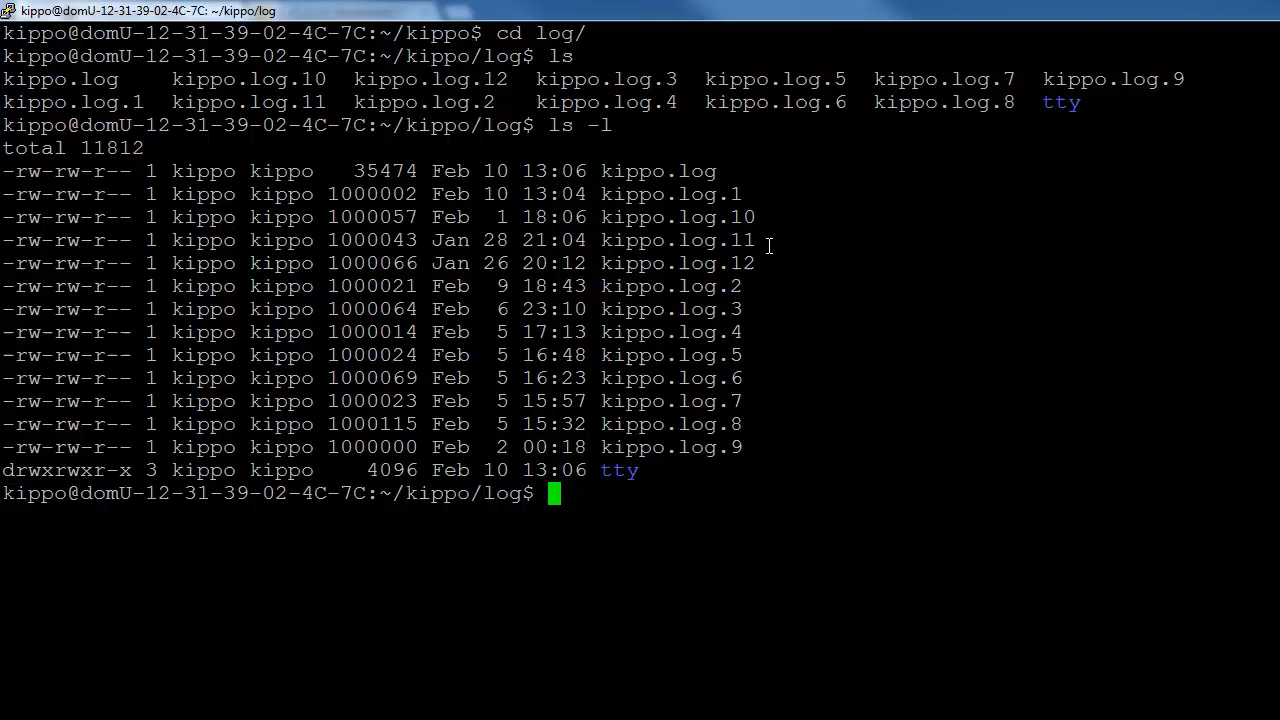 kippo@domU-12-31-39-02-4C-7C: ~/kippo/log
kippo@domU-12-31-39-02-4C-7C:~/kippo$ cd log/
kippo@domU-12-31-39-02-4C-7C:~/kippo/log$ ls
kippo.log    kippo.log.10  kippo.log.12  kippo.log.3  kippo.log.5  kippo.log.7  kippo.log.9
kippo.log.1  kippo.log.11  kippo.log.2   kippo.log.4  kippo.log.6  kippo.log.8  tty
kippo@domU-12-31-39-02-4C-7C:~/kippo/log$ ls -l
total 11812
-rw-rw-r-- 1 kippo kippo   35474 Feb 10 13:06 kippo.log
-rw-rw-r-- 1 kippo kippo 1000002 Feb 10 13:04 kippo.log.1
-rw-rw-r-- 1 kippo kippo 1000057 Feb  1 18:06 kippo.log.10
-rw-rw-r-- 1 kippo kippo 1000043 Jan 28 21:04 kippo.log.11
-rw-rw-r-- 1 kippo kippo 1000066 Jan 26 20:12 kippo.log.12
-rw-rw-r-- 1 kippo kippo 1000021 Feb  9 18:43 kippo.log.2
-rw-rw-r-- 1 kippo kippo 1000064 Feb  6 23:10 kippo.log.3
-rw-rw-r-- 1 kippo kippo 1000014 Feb  5 17:13 kippo.log.4
-rw-rw-r-- 1 kippo kippo 1000024 Feb  5 16:48 kippo.log.5
-rw-rw-r-- 1 kippo kippo 1000069 Feb  5 16:23 kippo.log.6
-rw-rw-r-- 1 kippo kippo 1000023 Feb  5 15:57 kippo.log.7
-rw-rw-r-- 1 kippo kippo 1000115 Feb  5 15:32 kippo.log.8
-rw-rw-r-- 1 kippo kippo 1000000 Feb  2 00:18 kippo.log.9
drwxrwxr-x 3 kippo kippo    4096 Feb 10 13:06 tty
kippo@domU-12-31-39-02-4C-7C:~/kippo/log$